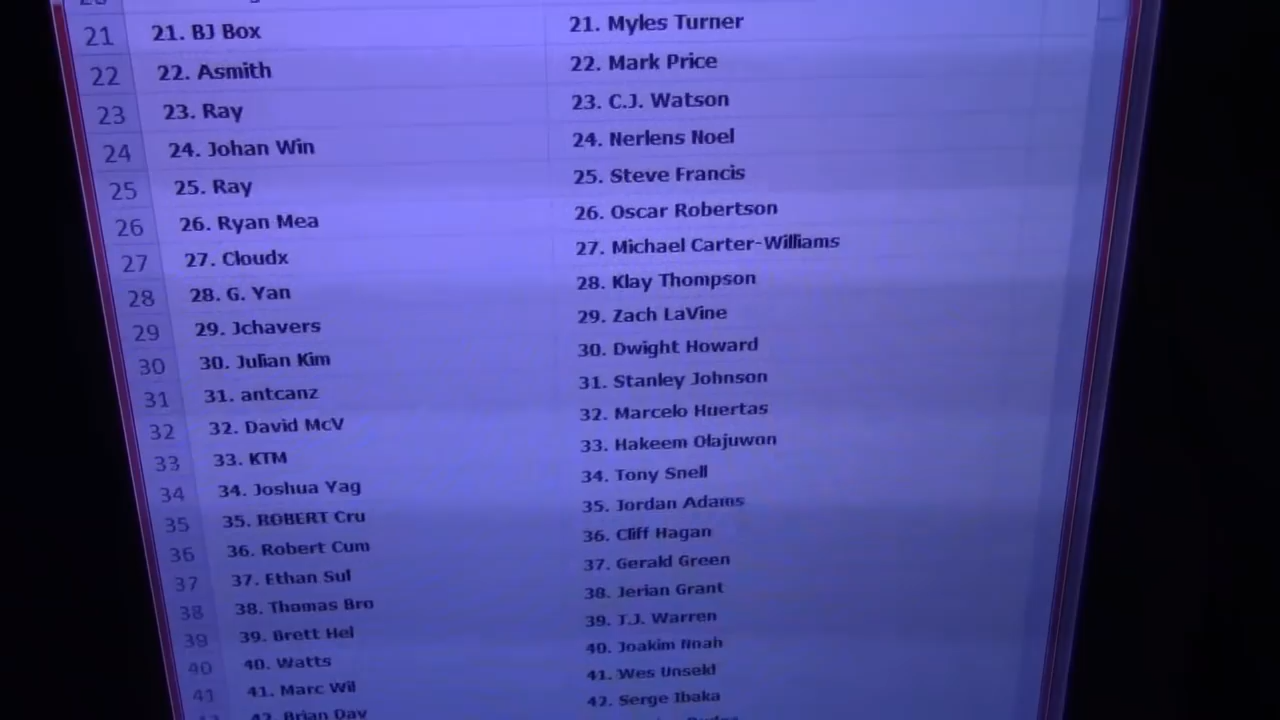 21 21. BJ Box 21. Myles Turner
22 22. Asmith 22. Mark Price
23 23. Ray 23. C.J. Watson
24 24. Johan Win 24. Nerlens Noel
25 25. Ray 25. Steve Francis
26 26. Ryan Mea 26. Oscar Robertson
27 27. Cloudx 27. Michael Carter-Williams
28 28. G. Yan 28. Klay Thompson
29 29. Jchavers 29. Zach LaVine
30 30. Julian Kim 30. Dwight Howard
31 31. antcanz 31. Stanley Johnson
32 32. David McV 32. Marcelo Huertas
33 33. KTM 33. Hakeem Olajuwon
34 34. Joshua Yag 34. Tony Snell
35 35. ROBERT Cru 35. Jordan Adams
36 36. Robert Cum 36. Cliff Hagan
37 37. Ethan Sul 37. Gerald Green
38 38. Thomas Bro 38. Jerian Grant
39 39. Brett Hel 39. T.J. Warren
40 40. Watts 40. Joakim Noah
41 41. Marc Wil 41. Wes Unseld
42. Brian Day 42. Serge Ibaka